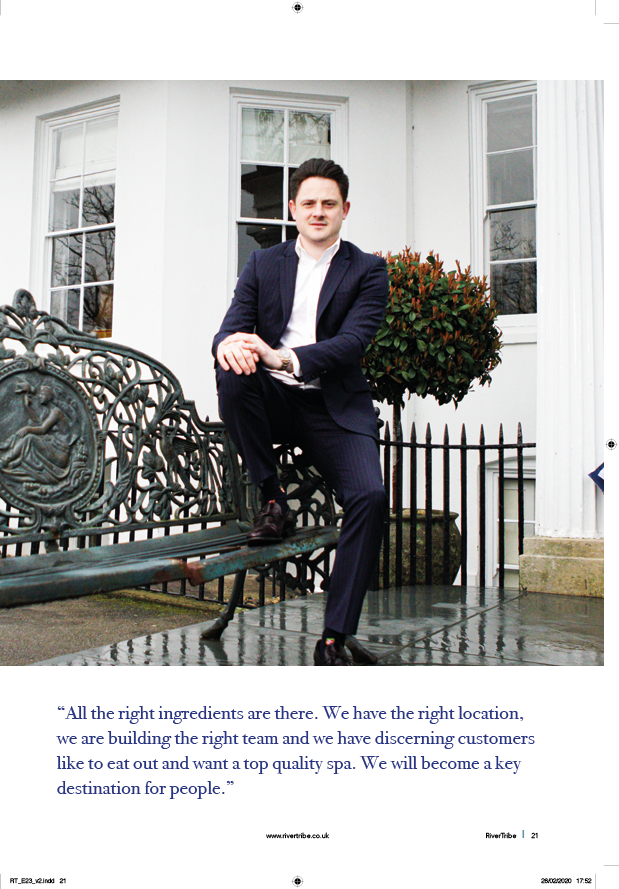 “All the right ingredients are there. We have the right location,
we are building the right team and we have discerning customers
like to eat out and want a top quality spa. We will become a key
destination for people.”
www.rivertribe.co.uk
RiverTribe | 21
RT_E23_v2.indd 21
28/02/2020 17:52